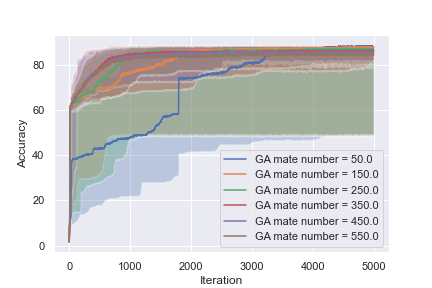 80
60
40
20
0
Accuracy
GA mate number = 50.0
GA mate number = 150.0
GA mate number = 250.0
GA mate number = 350.0
GA mate number = 450.0
GA mate number = 550.0
0 1000 2000 3000 4000 5000
Iteration